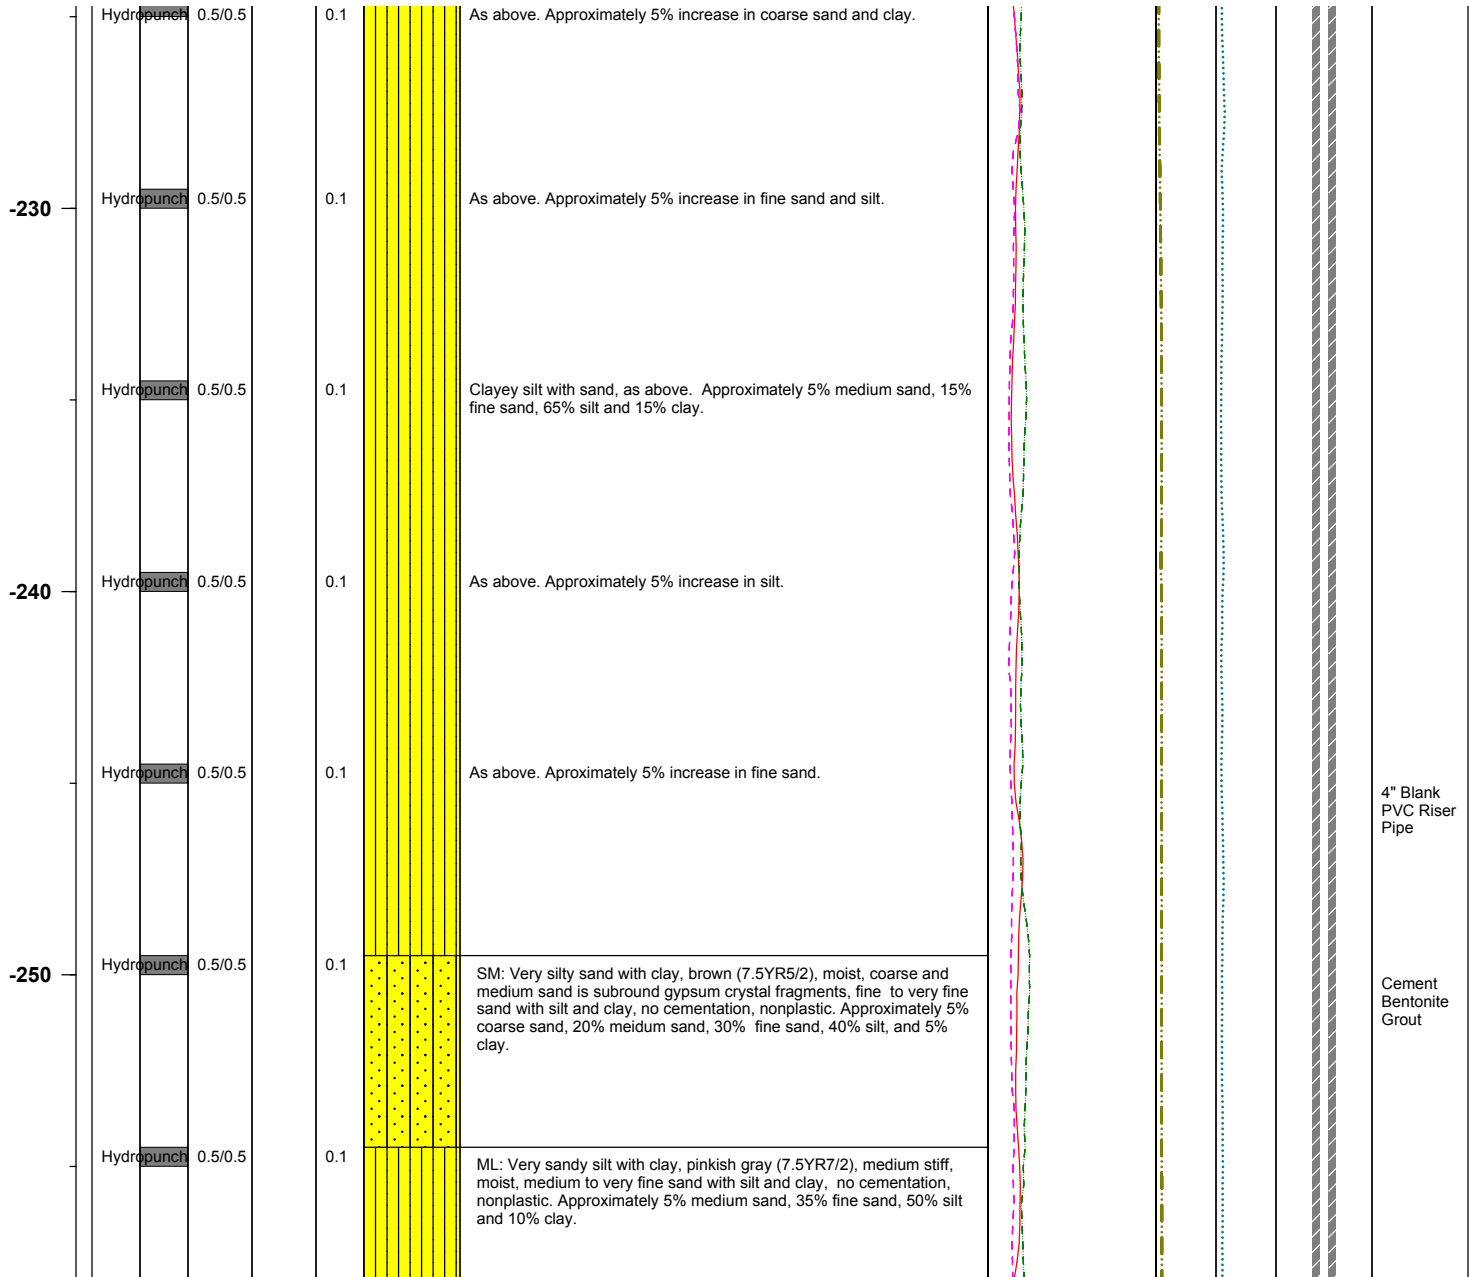 Hydropunch 0.5/0.5 0.1 As above. Approximately 5% increase in coarse sand and clay.
Hydropunch 0.5/0.5 0.1 As above. Approximately 5% increase in fine sand and silt.
-230
Hydropunch 0.5/0.5 0.1 Clayey silt with sand, as above. Approximately 5% medium sand, 15%
fine sand, 65% silt and 15% clay.
Hydropunch 0.5/0.5 0.1 As above. Approximately 5% increase in silt.
-240
Hydropunch 0.5/0.5 0.1 As above. Aproximately 5% increase in fine sand.
4" Blank
PVC Riser
Pipe
Hydropunch 0.5/0.5 0.1
-250
SM: Very silty sand with clay, brown (7.5YR5/2), moist, coarse and
medium sand is subround gypsum crystal fragments, fine to very fine
sand with silt and clay, no cementation, nonplastic. Approximately 5%
coarse sand, 20% meidum sand, 30% fine sand, 40% silt, and 5%
clay.
Cement
Bentonite
Grout
Hydropunch 0.5/0.5 0.1
ML: Very sandy silt with clay, pinkish gray (7.5YR7/2), medium stiff,
moist, medium to very fine sand with silt and clay, no cementation,
nonplastic. Approximately 5% medium sand, 35% fine sand, 50% silt
and 10% clay.